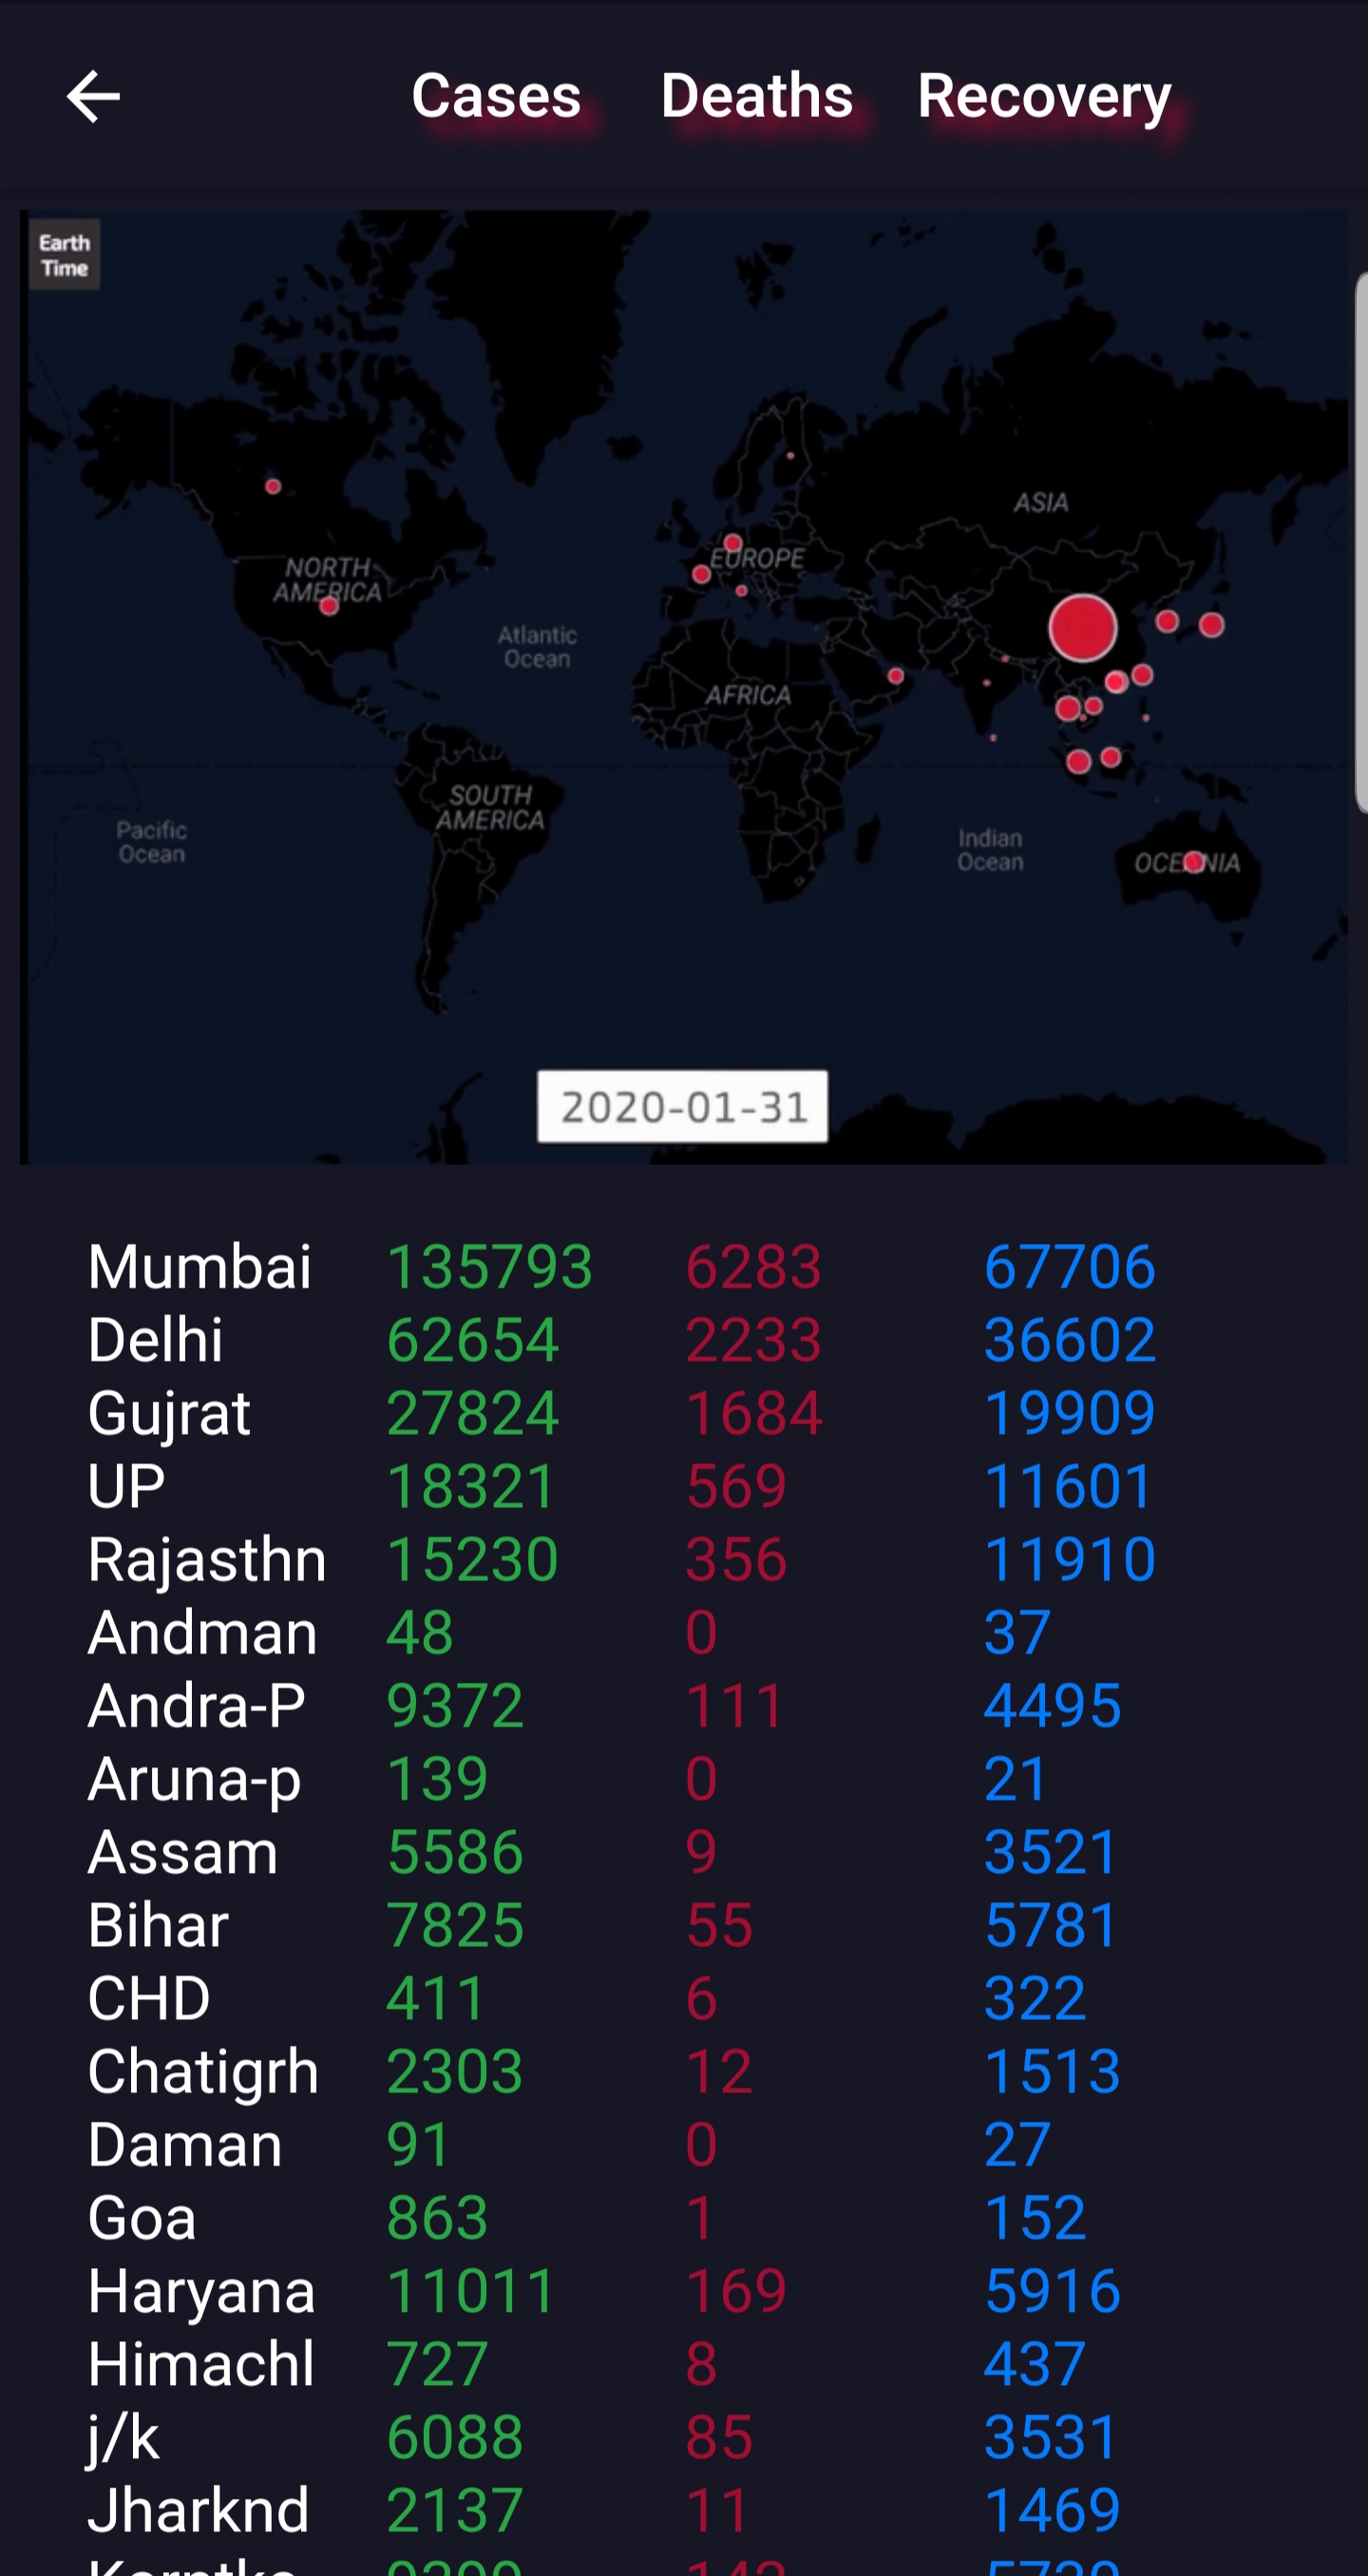 Cases Deaths Recovery
Earth
Time
ASIA
EUROPE
NORTH
AMERICA
Atlantic
Ocean
AFRICA
SOUTH
AMERICA
Pacific
Ocean
Indian
Ocean
OCEANIA
2020-01-31
Mumbai 135793 6283 67706
Delhi 62654 2233 36602
Gujrat 27824 1684 19909
UP 18321 569 11601
Rajasthn 15230 356 11910
Andman 48 0 37
Andra-P 9372 111 4495
Aruna-p 139 0 21
Assam 5586 9 3521
Bihar 7825 55 5781
CHD 411 6 322
Chatigrh 2303 12 1513
Daman 91 0 27
Goa 863 1 152
Haryana 11011 169 5916
Himachl 727 8 437
j/k 6088 85 3531
Jharknd 2137 11 1469